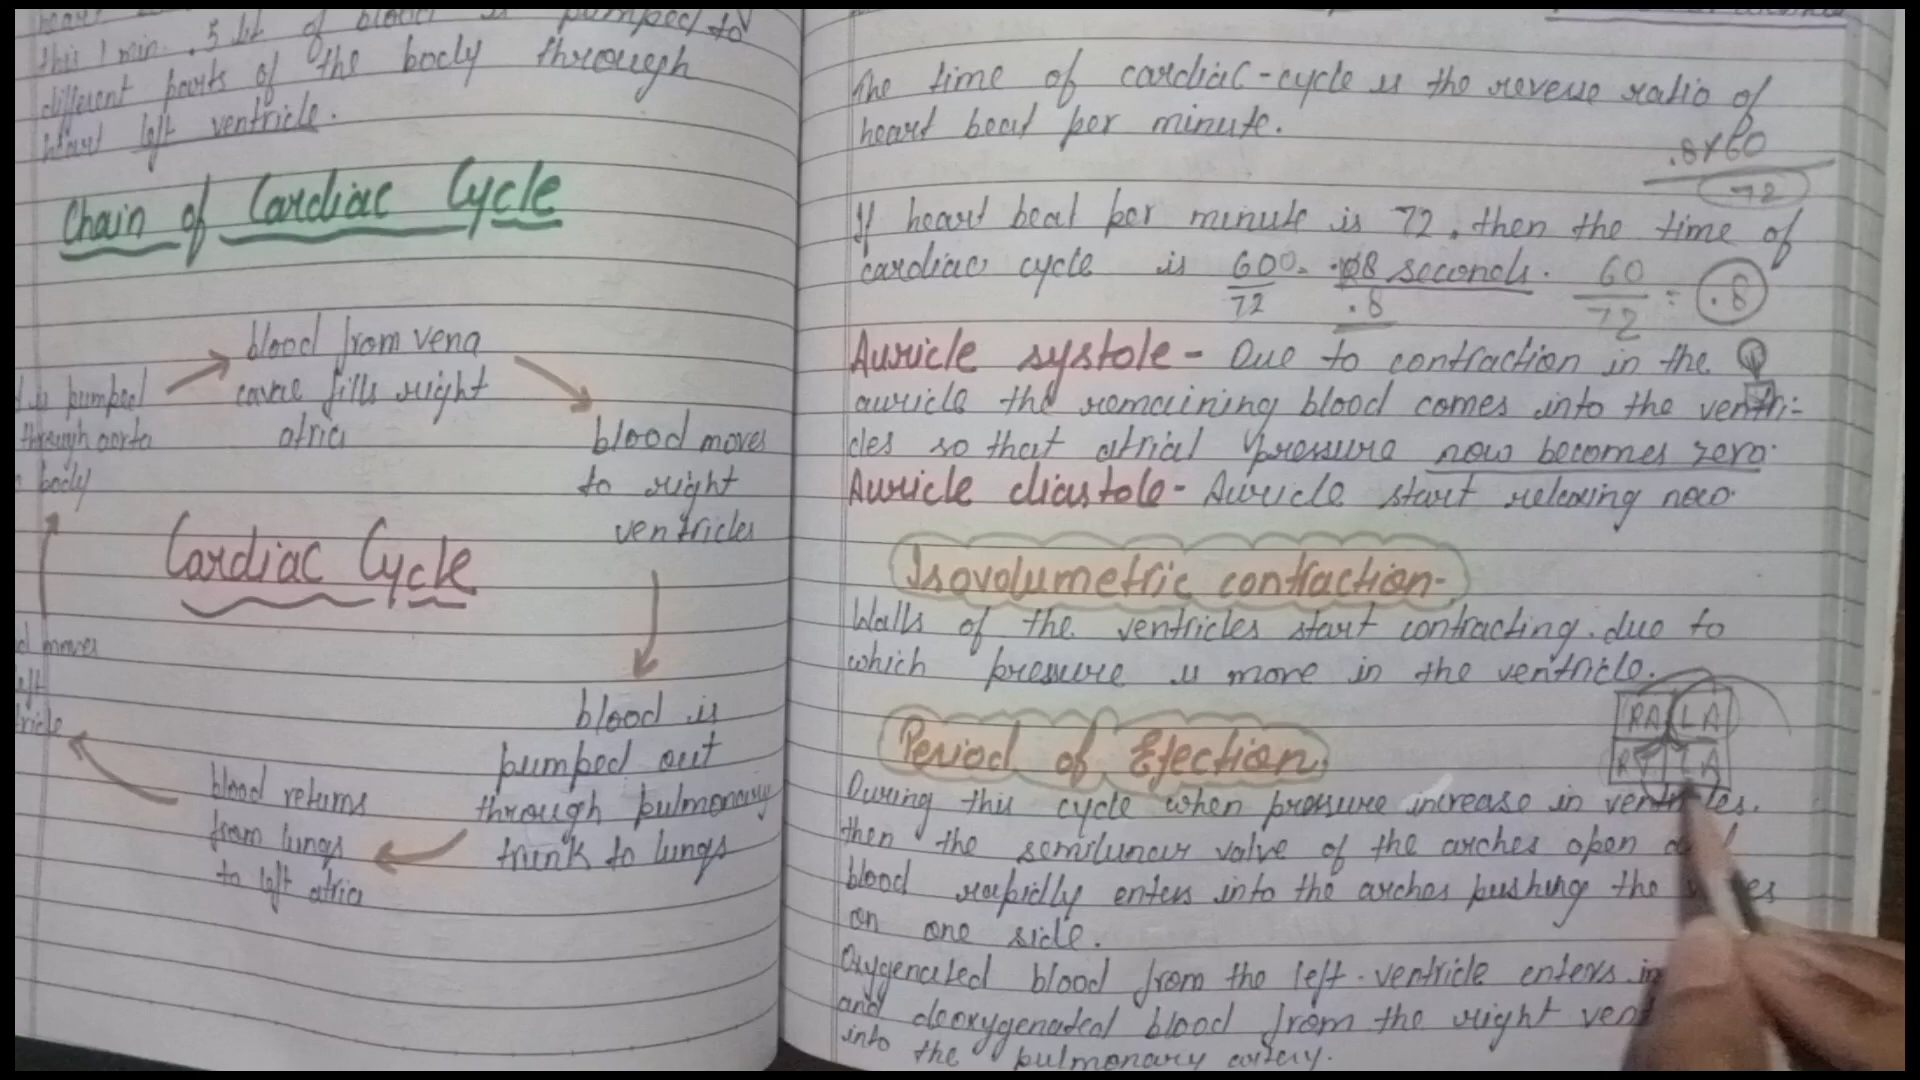 this 1 min. .5 lit of blood is pumped to
different parts of the body through
heart left ventricle.
Chain of Cardiac Cycle
blood from vena
cavae fills right
atria
blood moves
to right
ventricles
blood is
pumped out
through pulmonary
trunk to lungs
blood returns
from lungs
to left atria
pumped
through aorta
body
Cardiac Cycle
The time of cardiac-cycle is the reverse ratio of
heart beat per minute.
.8x60
72
If heart beat per minute is 72. then the time of
cardiac cycle is 600 seconds. 60
72 .8 72 = .8
Auricle systole - Due to contraction in the
auricle the remaining blood comes into the ventri-
cles so that atrial pressure now becomes zero.
Auricle diastole - Auricle start relexing now.
Isovolumetric contraction-
Walls of the ventricles start contracting. due to
which pressure is more in the ventricle.
RA LA
Period of Ejection
During this cycle when pressure increase in ventricles.
then the semilunar valve of the arches open
blood rapidly enters into the arches pushing the
on one side.
Oxygenated blood from the left ventricle enters
and deoxygenated blood from the right
into the pulmonary artery.